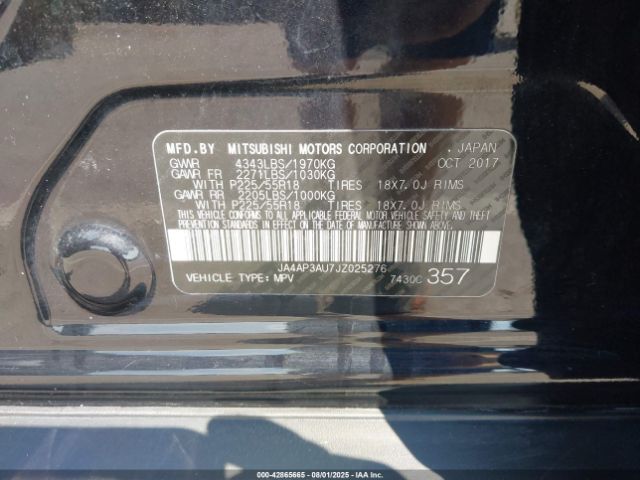 MFD.BY MITSUBISHI MOTORS CORPORATION , JAPAN
GVWR 4343LBS/1970KG OCT 2017
GAWR FR 2271LBS/1030KG
WITH P225/55R18 TIRES 18X7.0J RIMS
GAWR RR 2205LBS/1000KG
WITH P225/55R18 TIRES 18X7.0J RIMS
THIS VEHICLE CONFORMS TO ALL APPLICABLE FEDERAL MOTOR VEHICLE SAFETY AND THEFT
PREVENTION STANDARDS IN EFFECT ON THE DATE OF MANUFACTURE SHOWN ABOVE.
JA4AP3AU7JZ025276
VEHICLE TYPE: MPV 7430C 357
00-42865665 - 08/01/2025 - Copyright © IAA, LLC